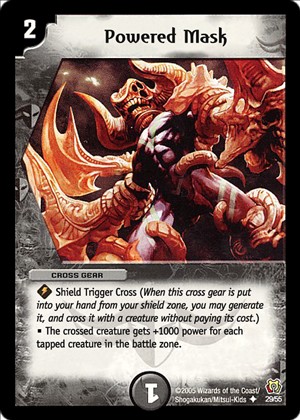 2
Powered Mask
CROSS GEAR
Shield Trigger Cross (When this cross gear is put
into your hand from your shield zone, you may generate
it, and cross it with a creature without paying its cost.)
▪ The crossed creature gets +1000 power for each
tapped creature in the battle zone.
1
©2005 Wizards of the Coast/
Shogakukan/Mitsui-Kids ✦ 29/55